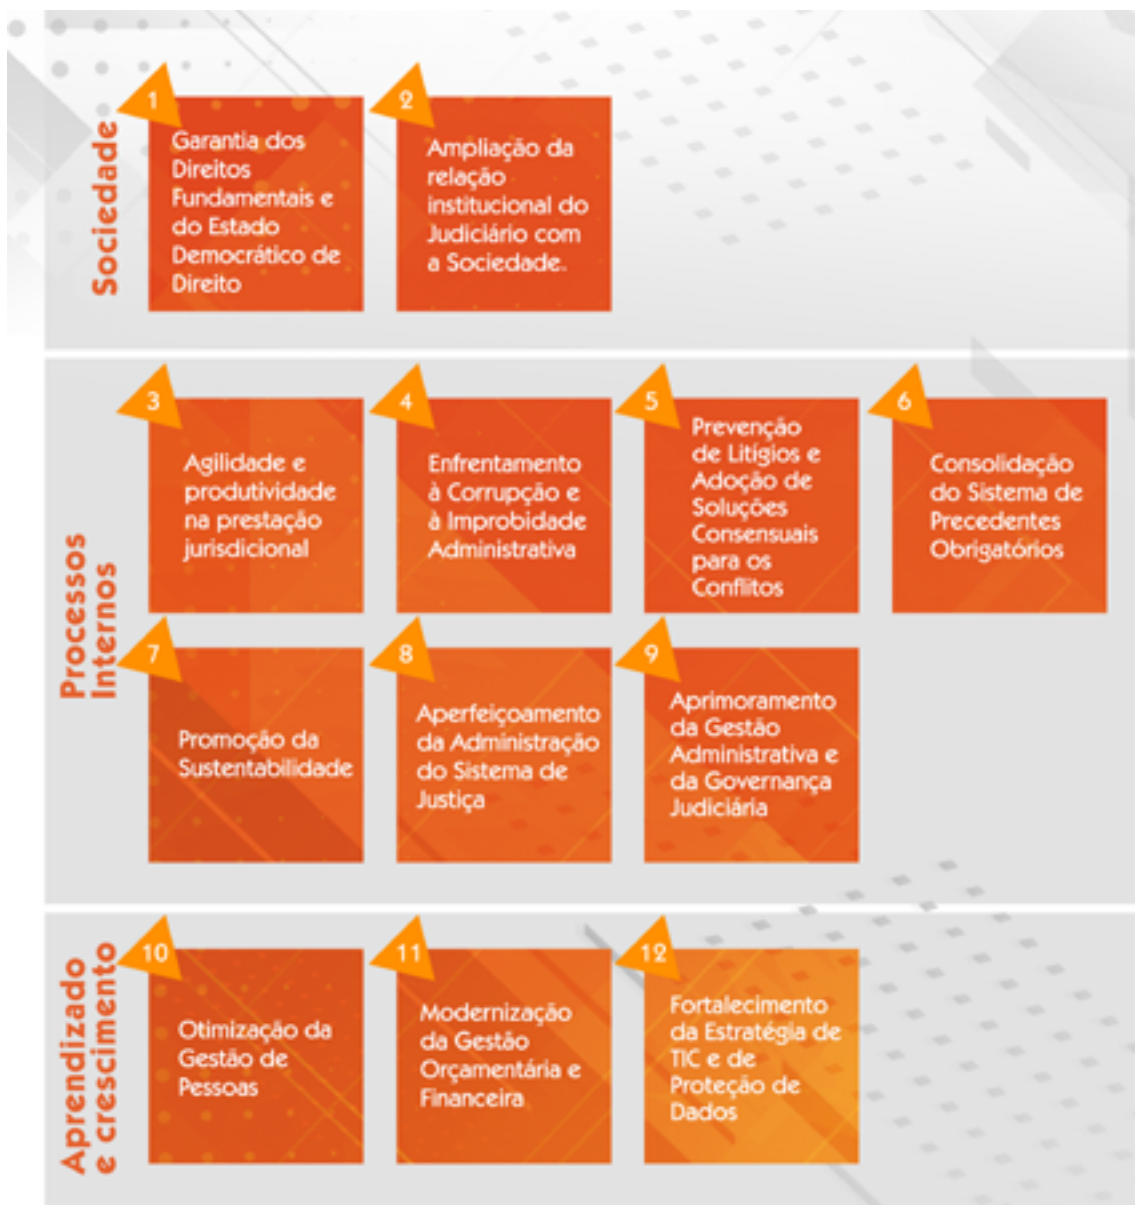 Sociedade
1
Garantia dos
Direitos
Fundamentais e
do Estado
Democrático de
Direito
2
Ampliação da
relação
institucional do
Judiciário com
a Sociedade.
Processos
Internos
3
Agilidade e
produtividade
na prestação
jurisdicional
4
Enfrentamento
à Corrupção e
à Improbidade
Administrativa
5
Prevenção
de Litígios e
Adoção de
Soluções
Consensuais
para os
Conflitos
6
Consolidação
do Sistema de
Precedentes
Obrigatórios
7
Promoção da
Sustentabilidade
8
Aperfeiçoamento
da Administração
do Sistema de
Justiça
9
Aprimoramento
da Gestão
Administrativa e
da Governança
Judiciária
Aprendizado
e crescimento
10
Otimização da
Gestão de
Pessoas
11
Modernização
da Gestão
Orçamentária e
Financeira
12
Fortalecimento
da Estratégia de
TIC e de
Proteção de
Dados